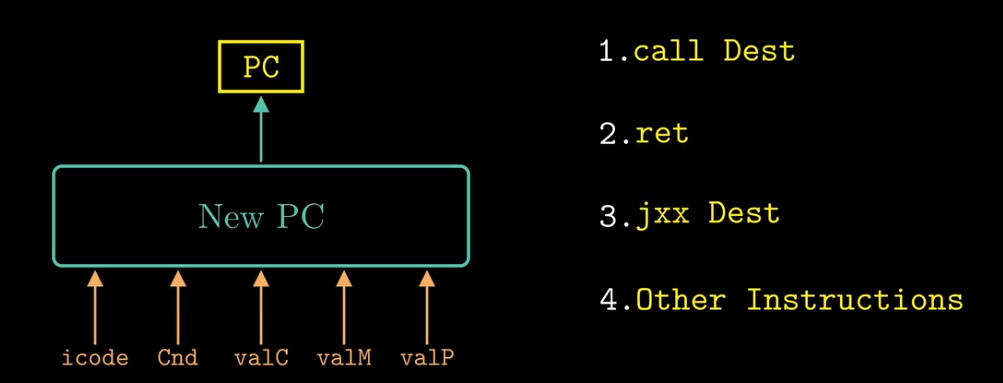 PC
New PC
icode Cnd valC valM valP
1.call Dest
2.ret
3.jxx Dest
4.Other Instructions